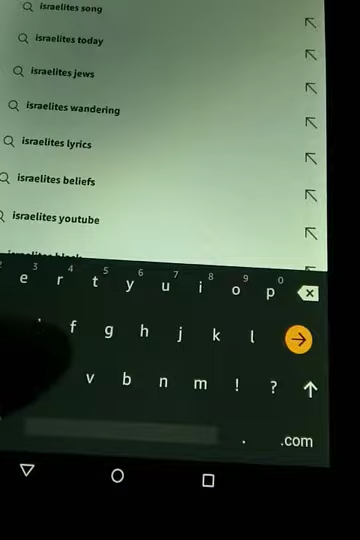 israelites song
israelites today
israelites jews
israelites wandering
israelites lyrics
israelites beliefs
israelites youtube
3 5 6 7 8 9 0
e r t y u i o p
f g h j k l
v b n m ! ?
. .com